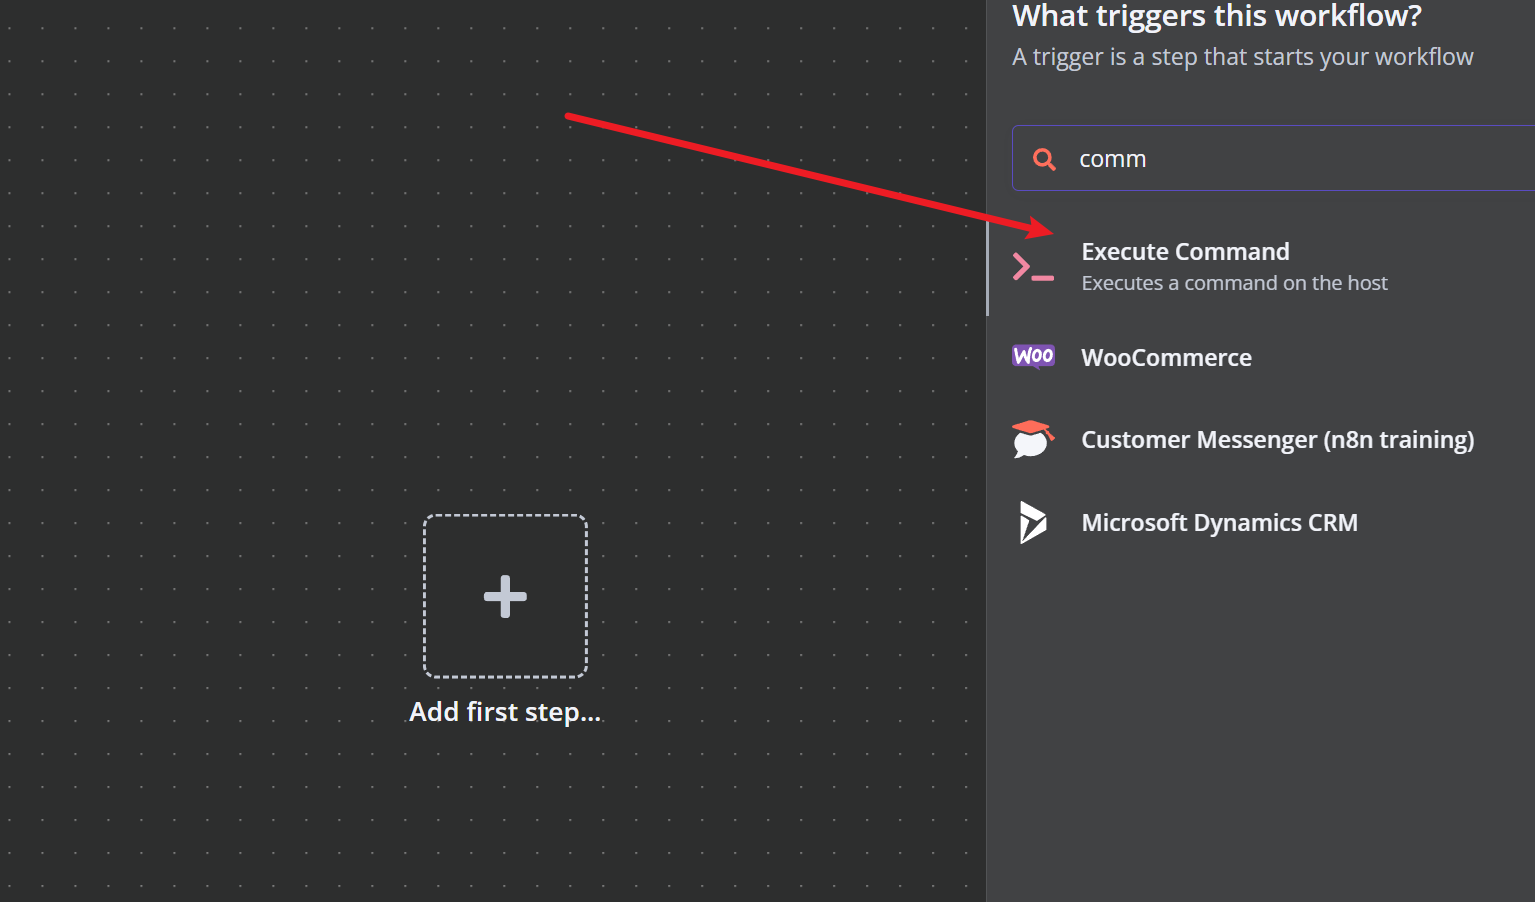 What triggers this workflow?
A trigger is a step that starts your workflow
comm
Execute Command
Executes a command on the host
Woo
WooCommerce
Customer Messenger (n8n training)
Microsoft Dynamics CRM
Add first step...